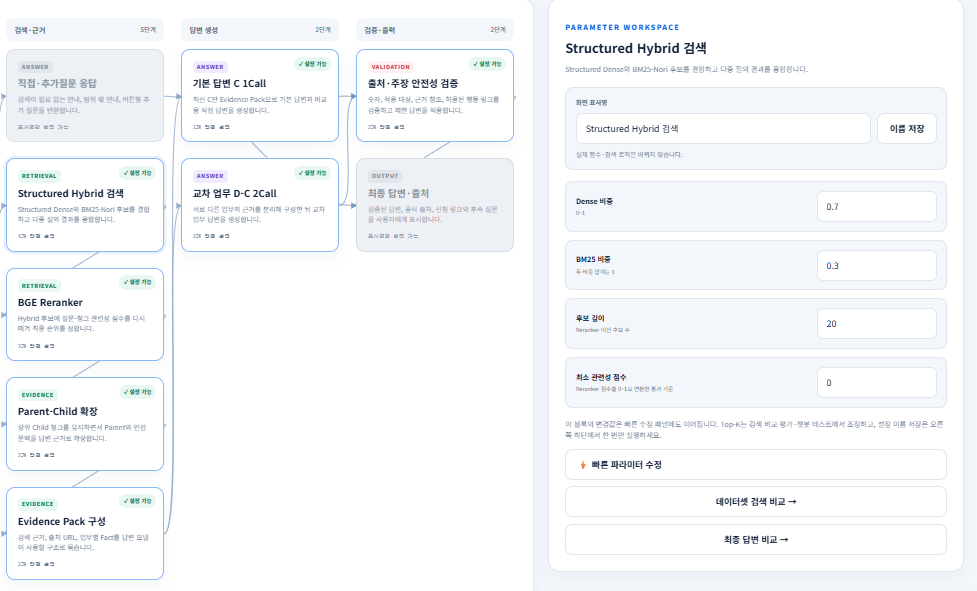 검색·근거
5단계
ANSWER
직접·추가질문 응답
검색이 필요 없는 안내, 범위 밖 안내, 버튼형 추
가 질문을 반환합니다.
표시방향 관리 가능
RETRIEVAL
✓ 설정 가능
Structured Hybrid 검색
Structured Dense와 BM25-Nori 후보를 결합
하고 다중 질의 결과를 융합합니다.
RETRIEVAL
✓ 설정 가능
BGE Reranker
Hybrid 후보에 질문-청크 관련성 점수를 다시
매겨 최종 순위를 정합니다.
EVIDENCE
✓ 설정 가능
Parent-Child 확장
상위 Child 청크를 유지하면서 Parent와 인접
문맥을 답변 근거로 확장합니다.
EVIDENCE
✓ 설정 가능
Evidence Pack 구성
검색 근거, 출처 URL, 업무별 Fact를 답변 모델
이 사용할 구조로 묶습니다.
답변 생성
2단계
ANSWER
✓ 설정 가능
기본 답변 C 1Call
최신 C안 Evidence Pack으로 기본 답변과 비교
용 직접 답변을 생성합니다.
ANSWER
✓ 설정 가능
교차 업무 D-C 2Call
서로 다른 업무의 근거를 분리해 구성한 뒤 교차
업무 답변을 생성합니다.
검증·출력
2단계
VALIDATION
✓ 설정 가능
출처·주장 안전성 검증
숫자, 적용 대상, 근거 참조, 허용된 행동 링크를
검증하고 제한 답변을 적용합니다.
OUTPUT
최종 답변·출처
검증된 답변, 공식 출처, 신청 링크와 후속 질문
을 사용자에게 표시합니다.
PARAMETER WORKSPACE
Structured Hybrid 검색
Structured Dense와 BM25-Nori 후보를 결합하고 다중 질의 결과를 융합합니다.
화면 표시명
Structured Hybrid 검색
이름 저장
실제 함수·검색 로직은 바뀌지 않습니다.
Dense 비중
0-1
0.7
BM25 비중
두 비중 합계는 1
0.3
후보 깊이
Reranker 이전 후보 수
20
최소 관련성 점수
Reranker 점수를 0-1로 변환한 통과 기준
0
이 블록의 변경값은 빠른 수정 패널에도 이어집니다. Top-K는 검색 비교 평가·챗봇 테스트에서 조정하고, 설정 이름 저장은 오른
쪽 하단에서 한 번만 실행하세요.
빠른 파라미터 수정
데이터셋 검색 비교 →
최종 답변 비교 →